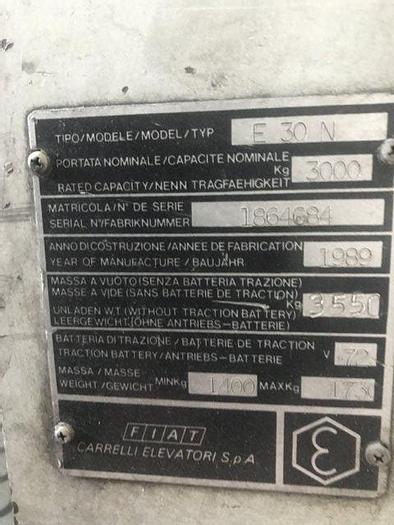 TIPO/MODELE/MODEL/TYP E 30 N
PORTATA NOMINALE/CAPACITE NOMINALE
Kg 3000
RATED CAPACITY/NENN TRAGFAEHIGKEIT
MATRICOLA/N° DE SERIE
SERIAL N°/FABRIKNUMMER 1864684
ANNO DI COSTRUZIONE/ANNEE DE FABRICATION
YEAR OF MANUFACTURE/BAUJAHR 1989
MASSA A VUOTO (SENZA BATTERIA TRAZIONE)
MASSE A VIDE (SANS BATTERIE DE TRACTION)
Kg 3550
UNLADEN W.T. (WITHOUT TRACTION BATTERY)
LEERGEWICHT. (OHNE ANTRIEBS-BATTERIE)
BATTERIA DI TRAZIONE/BATTERIE DE TRACTION
TRACTION BATTERY/ANTRIEBS-BATTERIE V 72
MASSA/MASSE
WEIGHT/GEWICHT MIN Kg 1400 MAX Kg 1730
FIAT
CARRELLI ELEVATORI S.p.A
Є